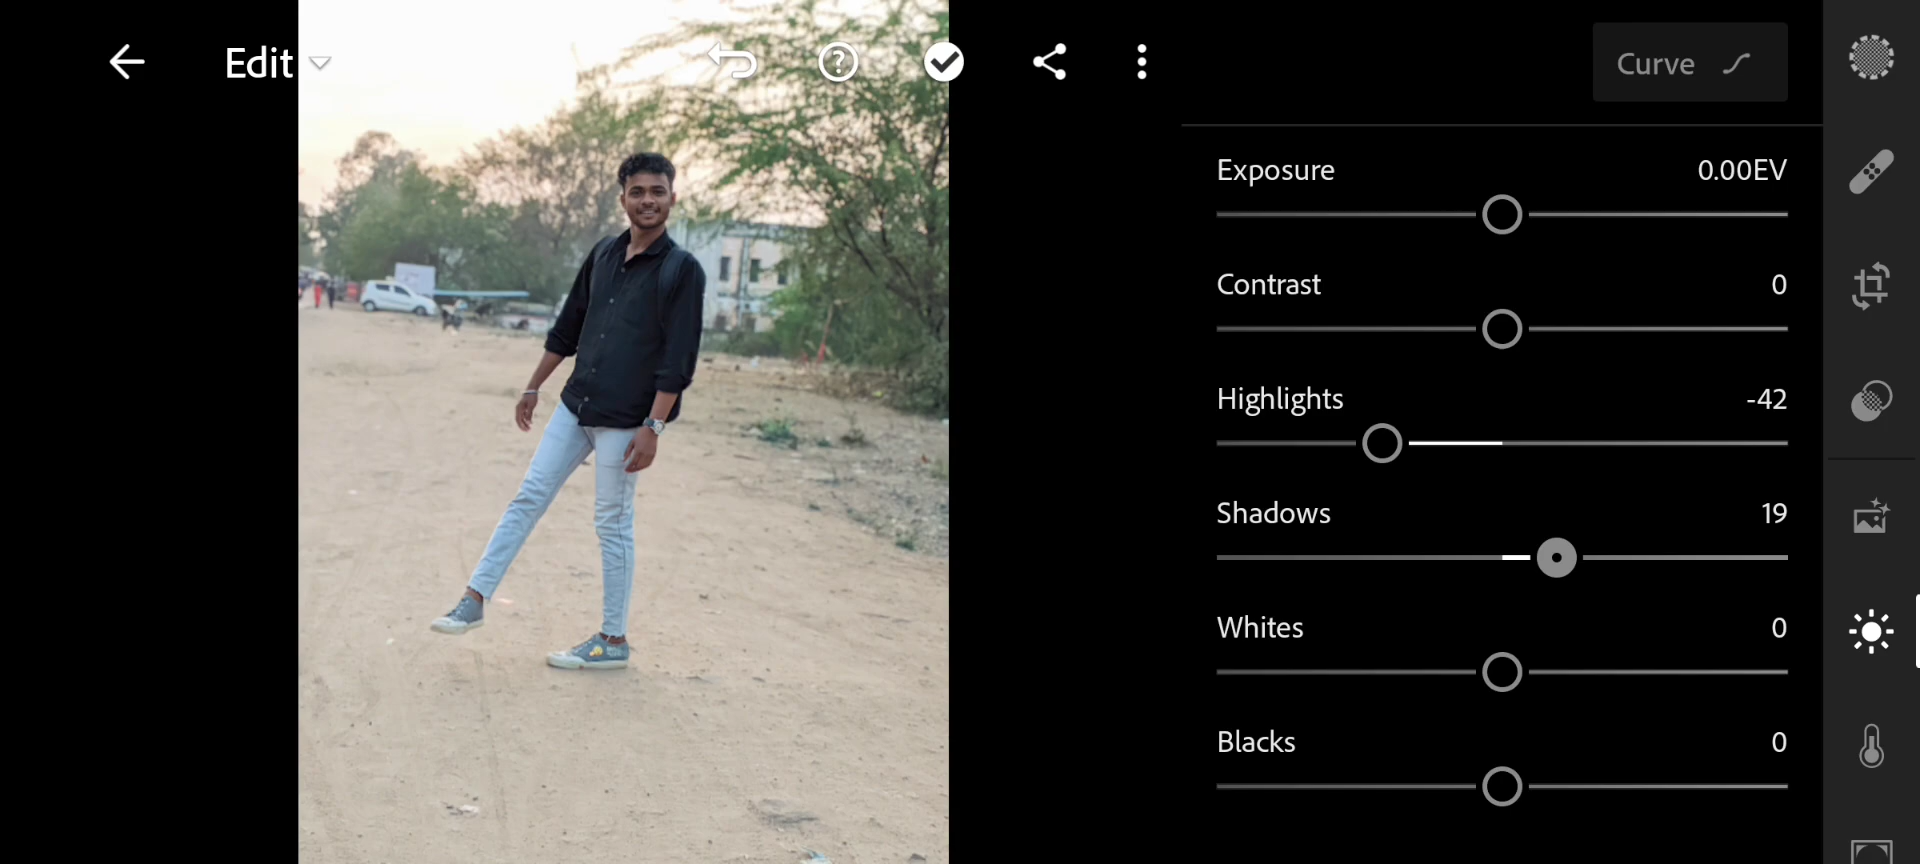 Edit
Curve
Exposure 0.00EV
Contrast 0
Highlights -42
Shadows 19
Whites 0
Blacks 0